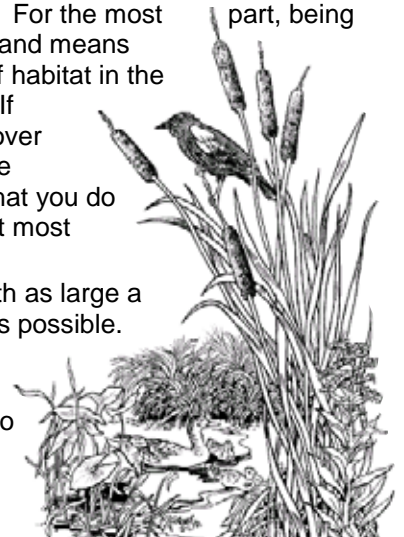 For the most part, being
and means
f habitat in the
If
over
e
hat you do
t most
th as large a
s possible.
o